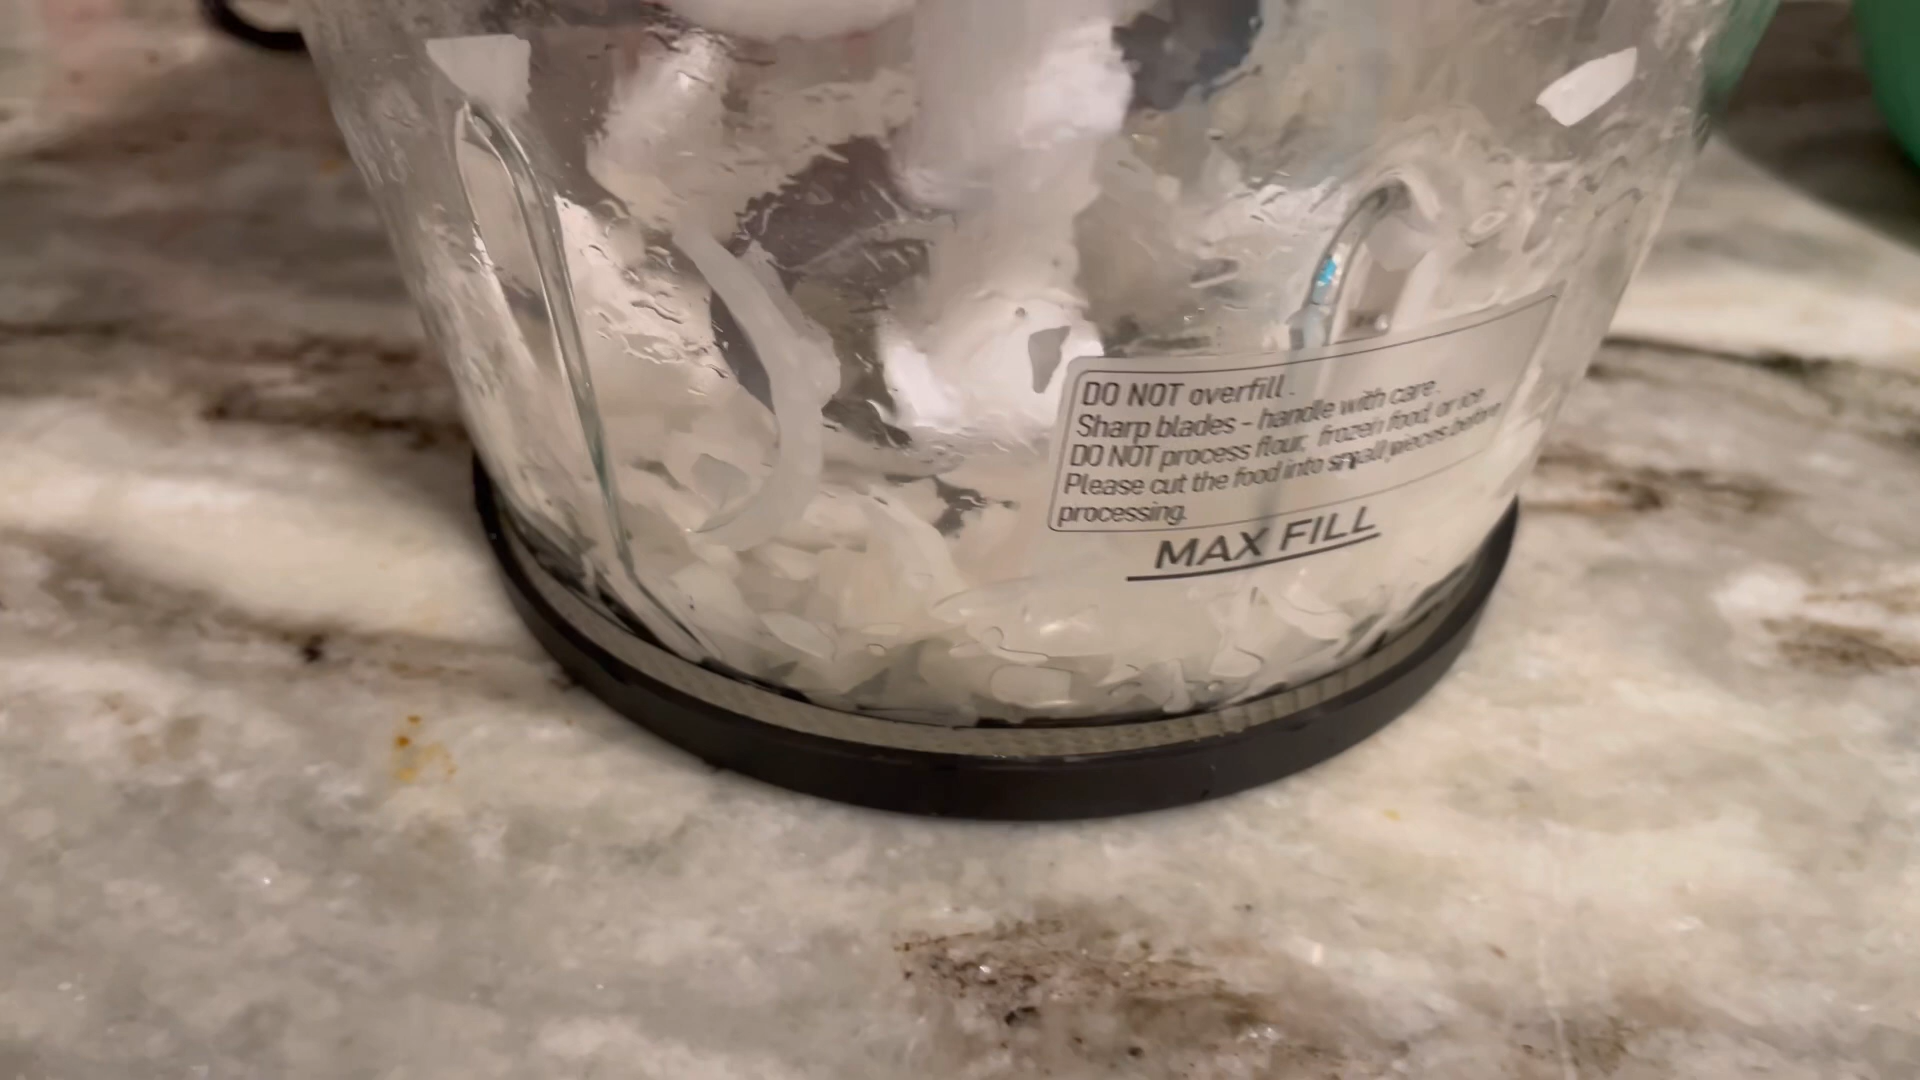 DO NOT overfill.
Sharp blades - handle with care.
DO NOT process flour, frozen food, or ice
Please cut the food into small pieces before
processing.
MAX FILL